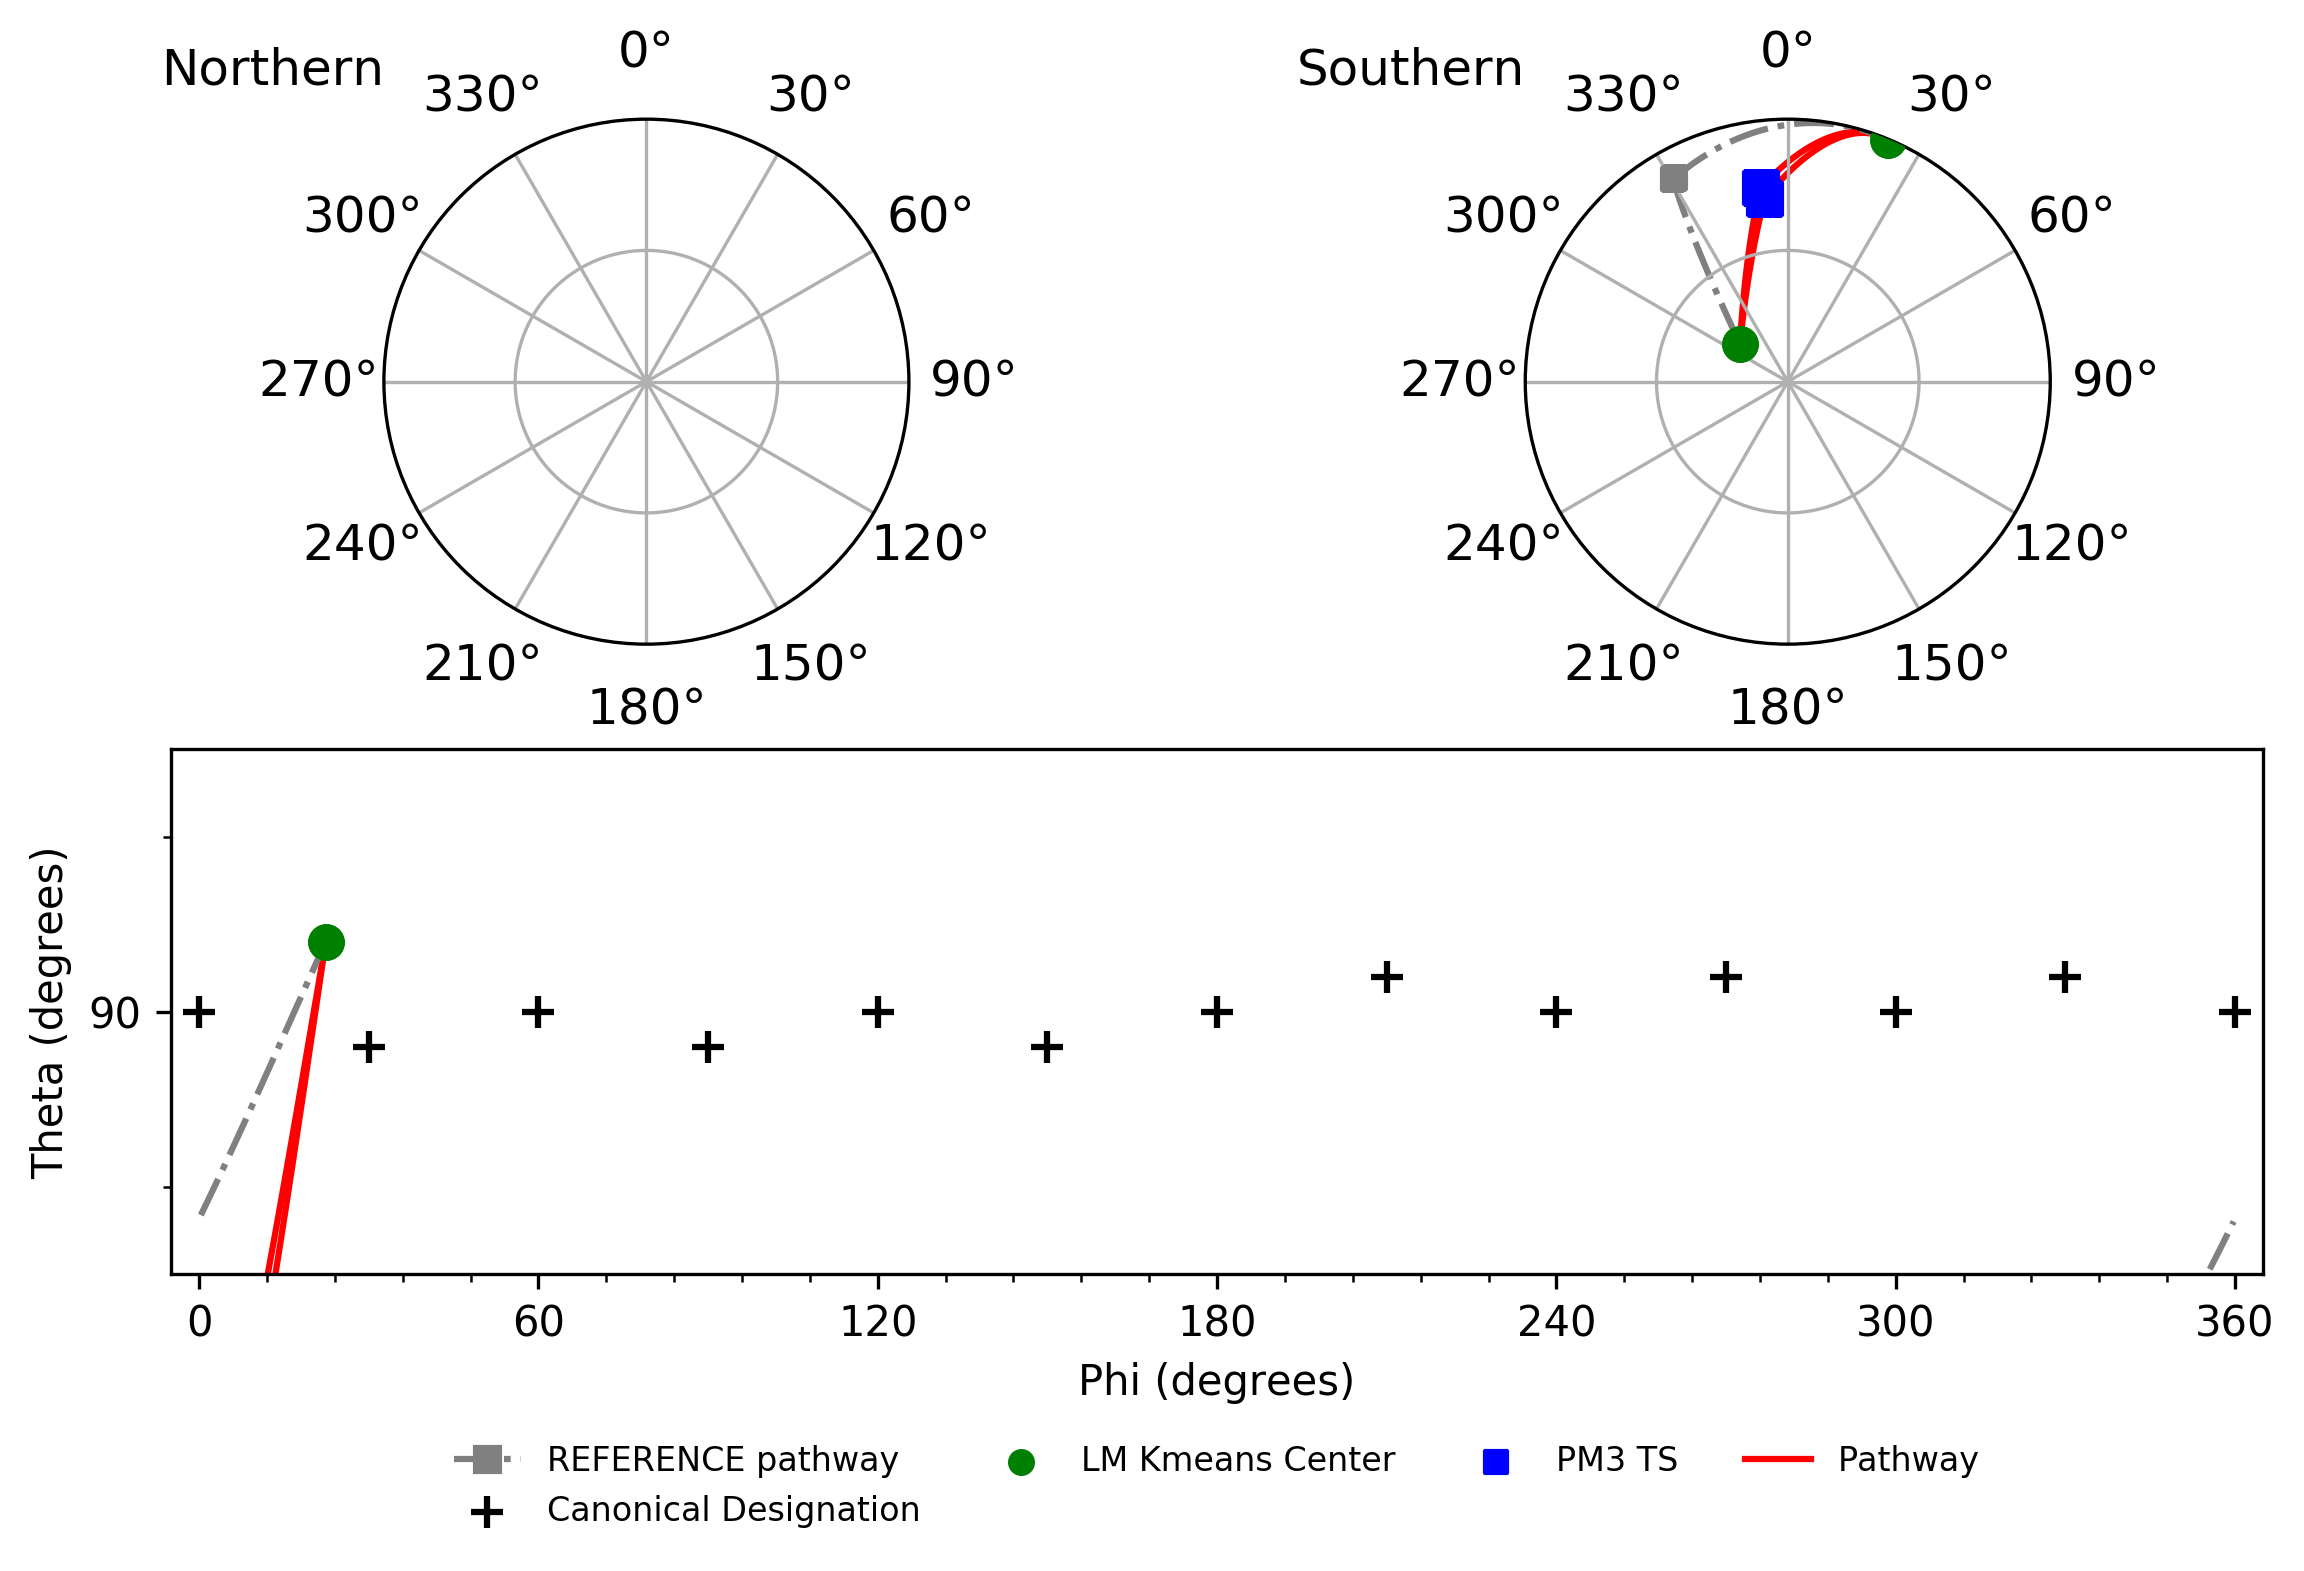 Northern
0°
30°
60°
90°
120°
150°
180°
210°
240°
270°
300°
330°
Southern
0°
30°
60°
90°
120°
150°
180°
210°
240°
270°
300°
330°
Theta (degrees)
90
0 60 120 180 240 300 360
Phi (degrees)
REFERENCE pathway
Canonical Designation
LM Kmeans Center
PM3 TS
Pathway